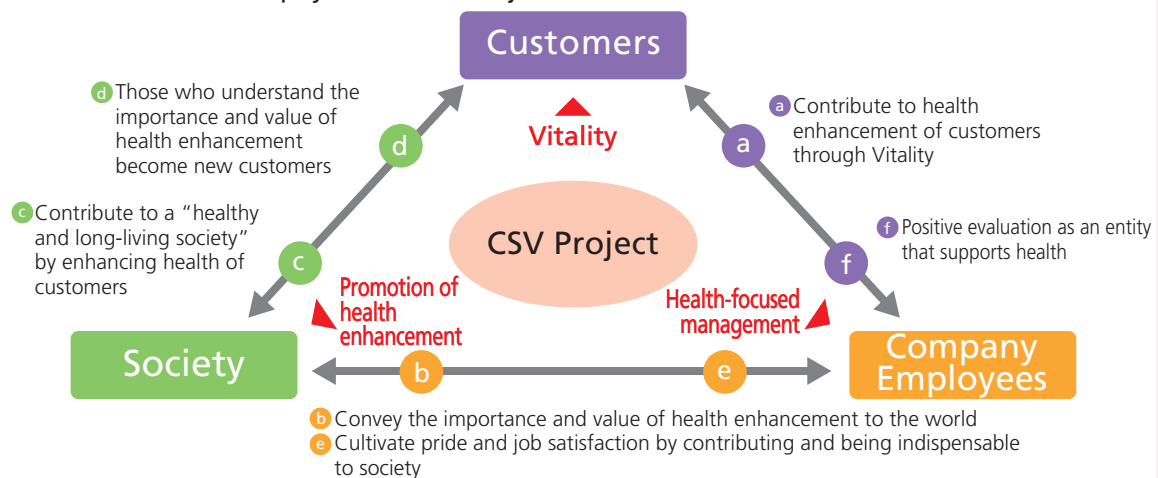 Customers
d Those who understand the
importance and value of
health enhancement
become new customers
a Contribute to health
enhancement of customers
through Vitality
Vitality
d
a
c Contribute to a “healthy
and long-living society”
by enhancing health of
customers
f Positive evaluation as an entity
that supports health
CSV Project
c
f
Promotion of
health
enhancement
Health-focused
management
Society
Company
Employees
b
e
b Convey the importance and value of health enhancement to the world
e Cultivate pride and job satisfaction by contributing and being indispensable
to society